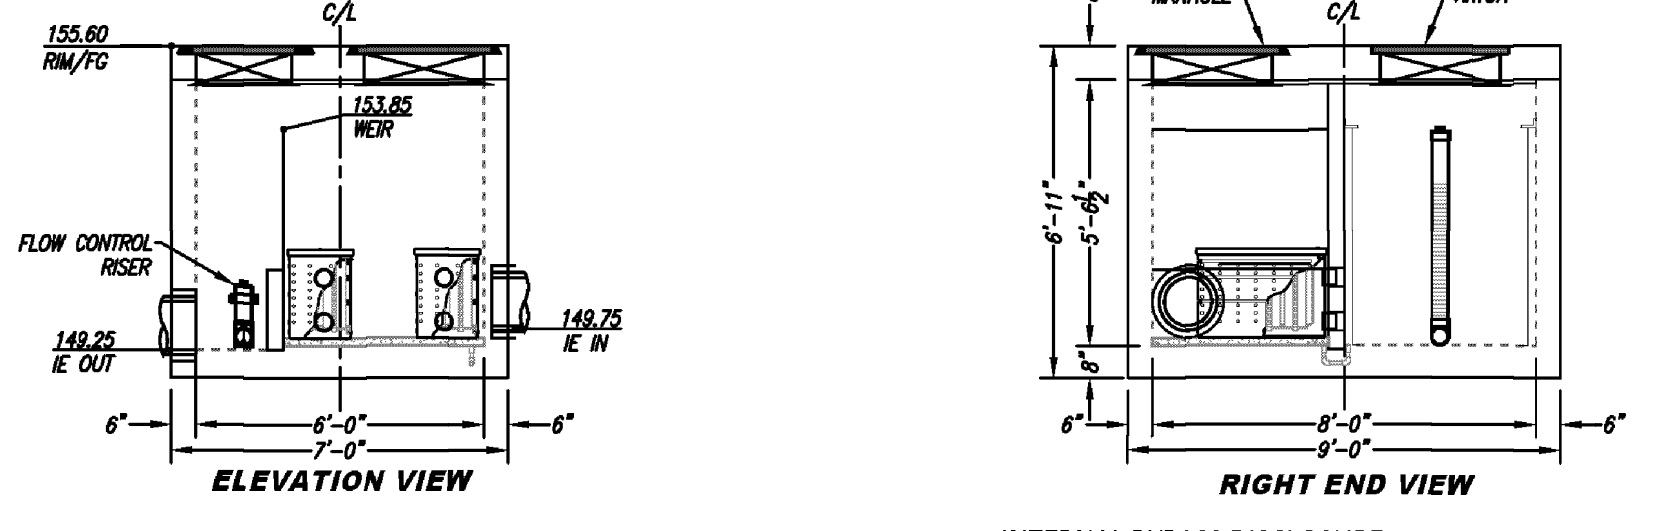 C/L
155.60
RIM/FG
153.85
WEIR
FLOW CONTROL
RISER
149.25
IE OUT
149.75
IE IN
6"
6'-0"
6"
7'-0"
ELEVATION VIEW
C/L
6'-11"
5'-6½"
8"
6"
8'-0"
6"
9'-0"
RIGHT END VIEW